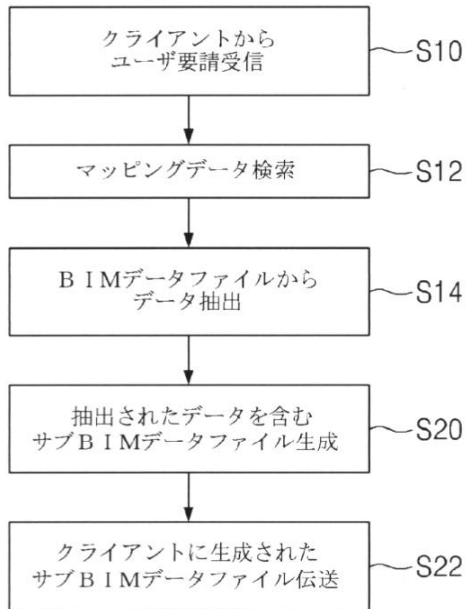 クライアントから
ユーザ要請受信
S10
マッピングデータ検索
S12
ＢＩＭデータファイルから
データ抽出
S14
抽出されたデータを含む
サブＢＩＭデータファイル生成
S20
クライアントに生成された
サブＢＩＭデータファイル伝送
S22